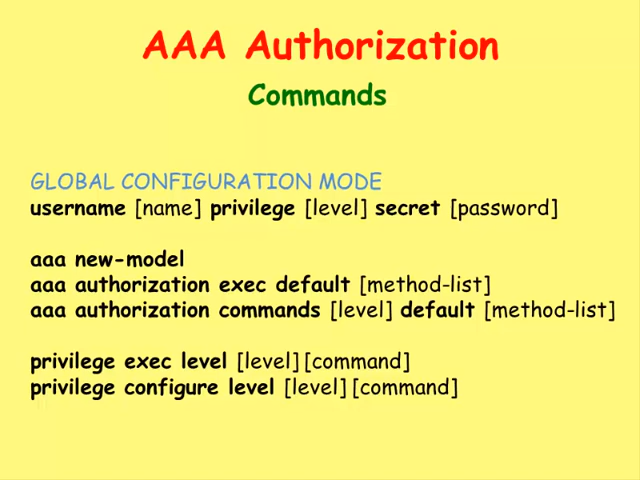 AAA Authorization
Commands
GLOBAL CONFIGURATION MODE
username [name] privilege [level] secret [password]
aaa new-model
aaa authorization exec default [method-list]
aaa authorization commands [level] default [method-list]
privilege exec level [level] [command]
privilege configure level [level] [command]